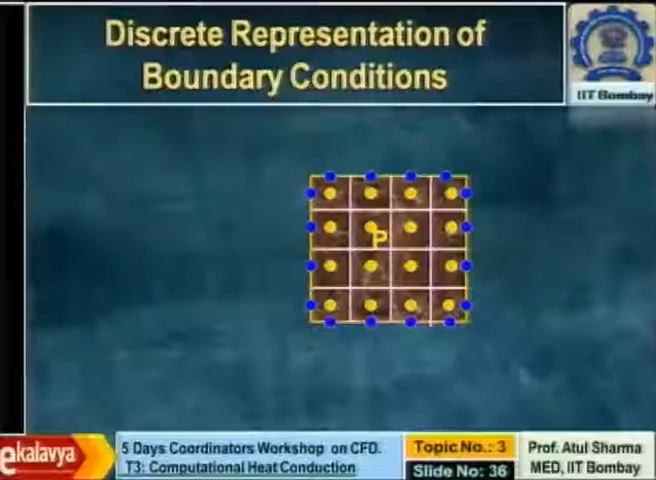 Discrete Representation of
Boundary Conditions
IIT Bombay
P
ekalavya
5 Days Coordinators Workshop on CFD.
T3: Computational Heat Conduction
Topic No.: 3
Slide No: 36
Prof. Atul Sharma
MED, IIT Bombay